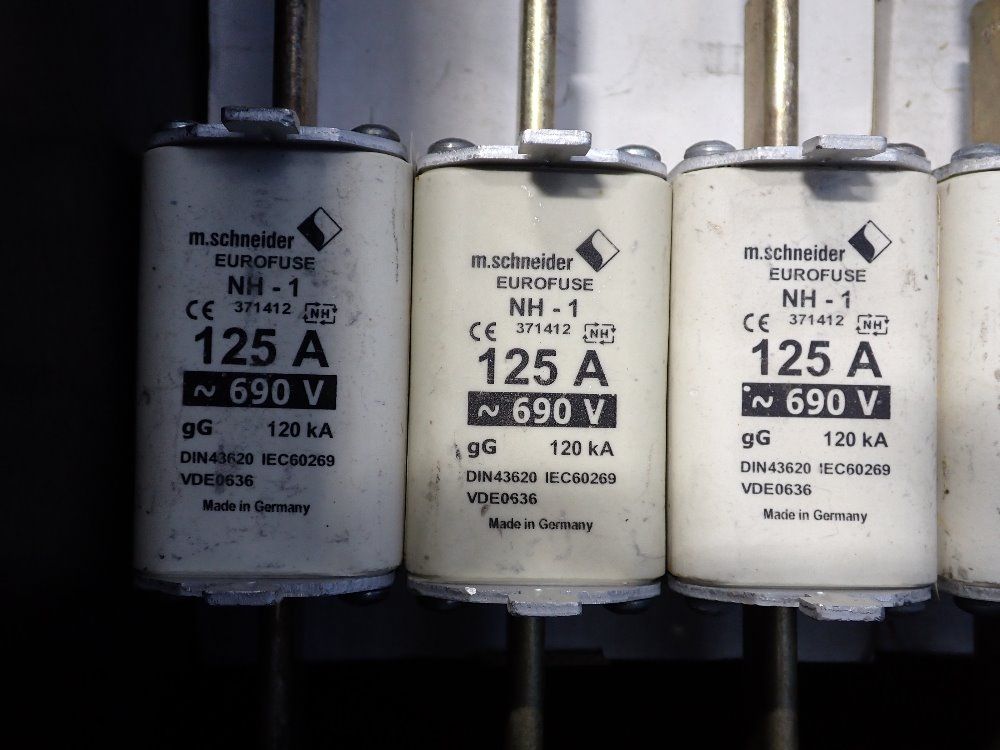 m.schneider
EUROFUSE
NH - 1
CE 371412 NH
125 A
~ 690 V
gG 120 kA
DIN43620 IEC60269
VDE0636
Made in Germany
m.schneider
EUROFUSE
NH - 1
CE 371412 NH
125 A
~ 690 V
gG 120 kA
DIN43620 IEC60269
VDE0636
Made in Germany
m.schneider
EUROFUSE
NH - 1
CE 371412 NH
125 A
~ 690 V
gG 120 kA
DIN43620 IEC60269
VDE0636
Made in Germany